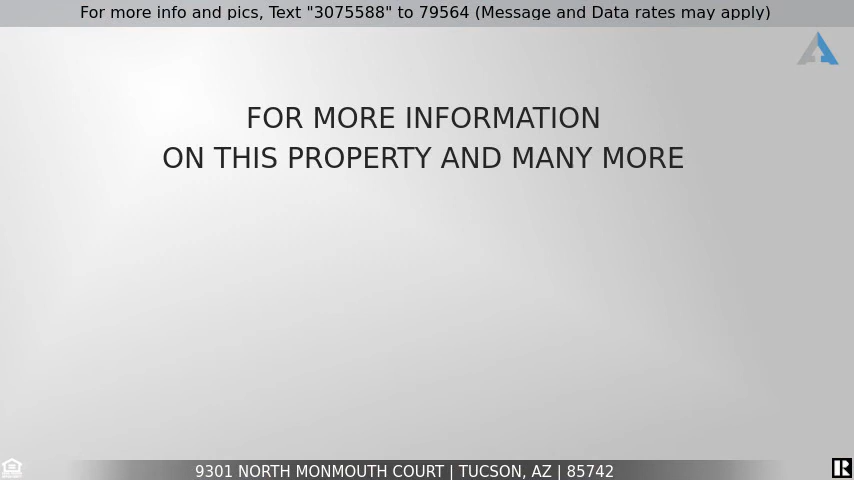 For more info and pics, Text "3075588" to 79564 (Message and Data rates may apply)
FOR MORE INFORMATION
ON THIS PROPERTY AND MANY MORE
9301 NORTH MONMOUTH COURT | TUCSON, AZ | 85742